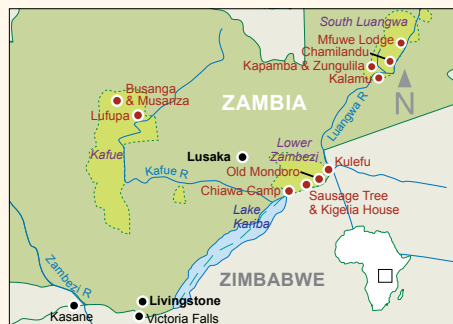 South Luangwa
Mfuwe Lodge
Chamilandu
Kapamba & Zungulila
Kalamu
Luangwa R
N
Busanga
& Musanza
Lufupa
ZAMBIA
Kafue
Lusaka
Kafue R
Lower
Zambezi
Kulefu
Old Mondoro
Chiawa Camp
Sausage Tree
& Kigelia House
Lake
Kariba
ZIMBABWE
Zambezi R
Kasane
Livingstone
Victoria Falls